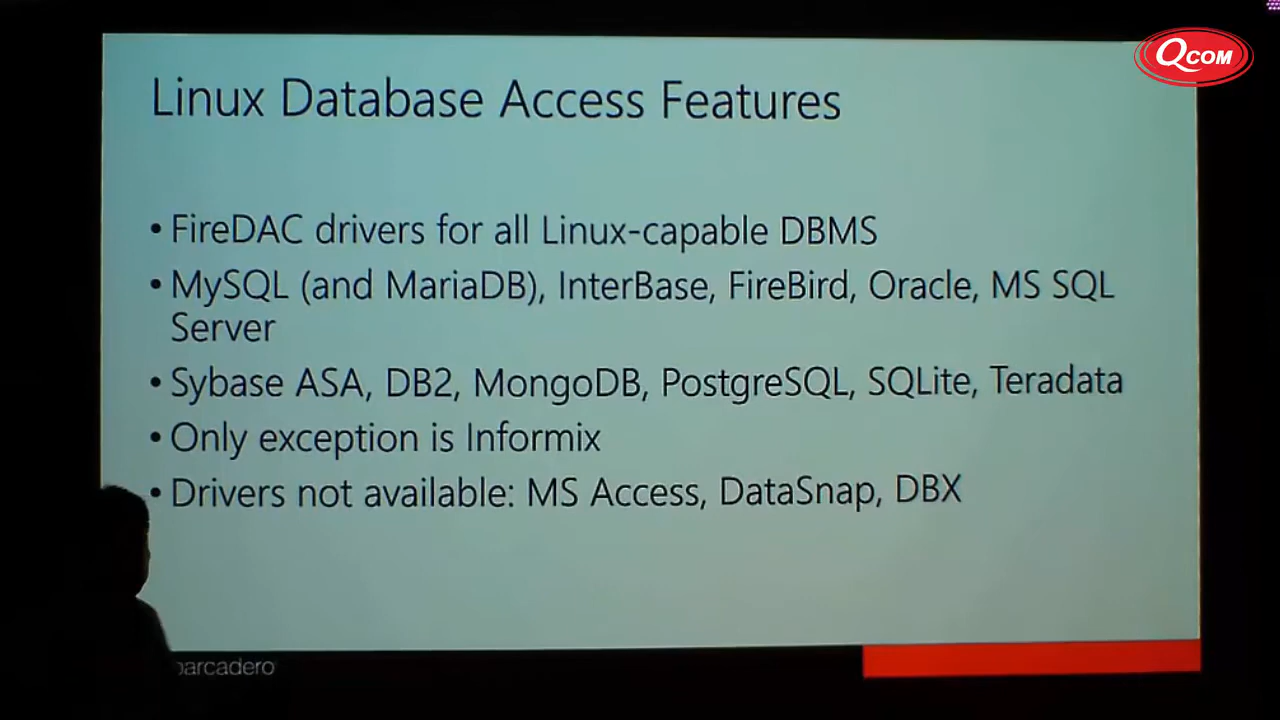 QCOM
Linux Database Access Features
• FireDAC drivers for all Linux-capable DBMS
• MySQL (and MariaDB), InterBase, FireBird, Oracle, MS SQL
Server
• Sybase ASA, DB2, MongoDB, PostgreSQL, SQLite, Teradata
• Only exception is Informix
• Drivers not available: MS Access, DataSnap, DBX
barcadero